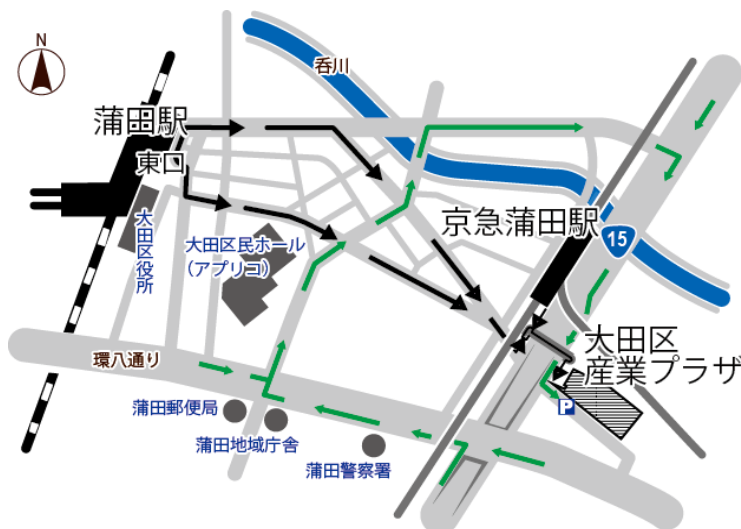 N
呑川
蒲田駅
東口
京急蒲田駅
15
大田区役所
大田区民ホール
（アプリコ）
大田区
産業プラザ
環八通り
P
蒲田郵便局
蒲田地域庁舎
蒲田警察署